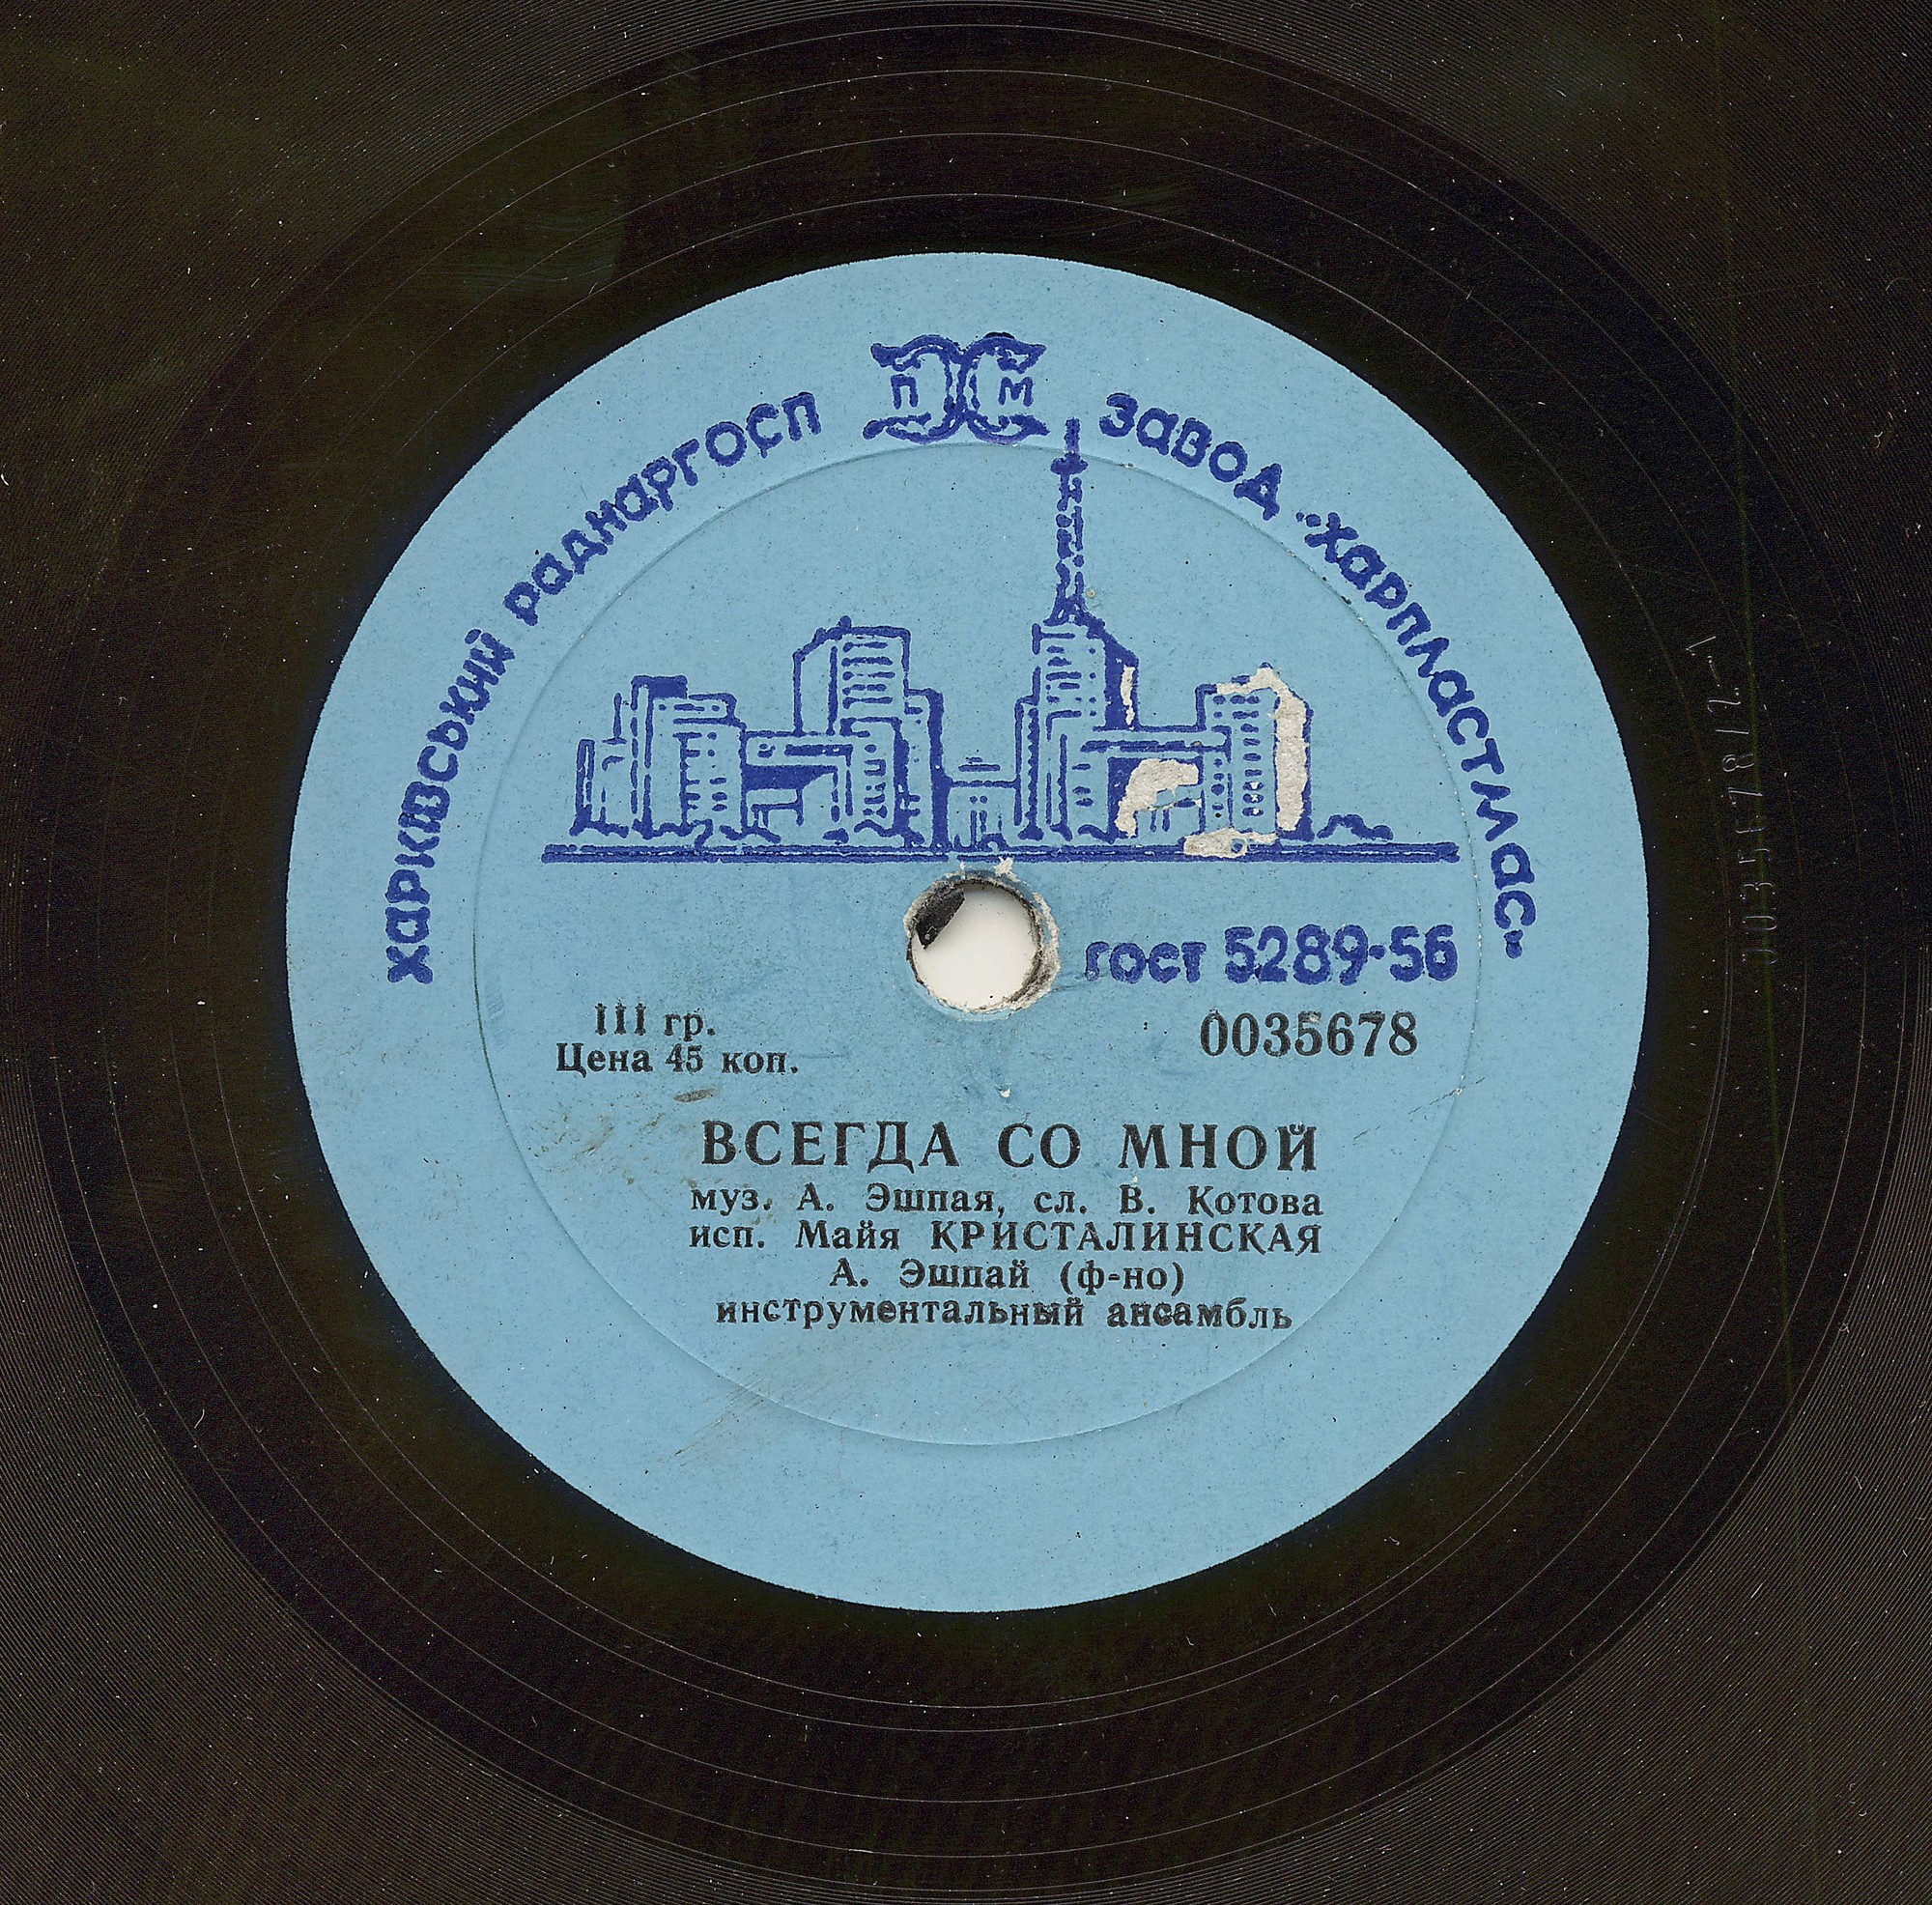 харківський раднаргосп
П М
завод „харпластмас"
гост 5289·56
III гр.
Цена 45 коп.
0035678
ВСЕГДА СО МНОЙ
муз. А. Эшпая, сл. В. Котова
исп. Майя КРИСТАЛИНСКАЯ
А. Эшпай (ф-но)
инструментальный ансамбль